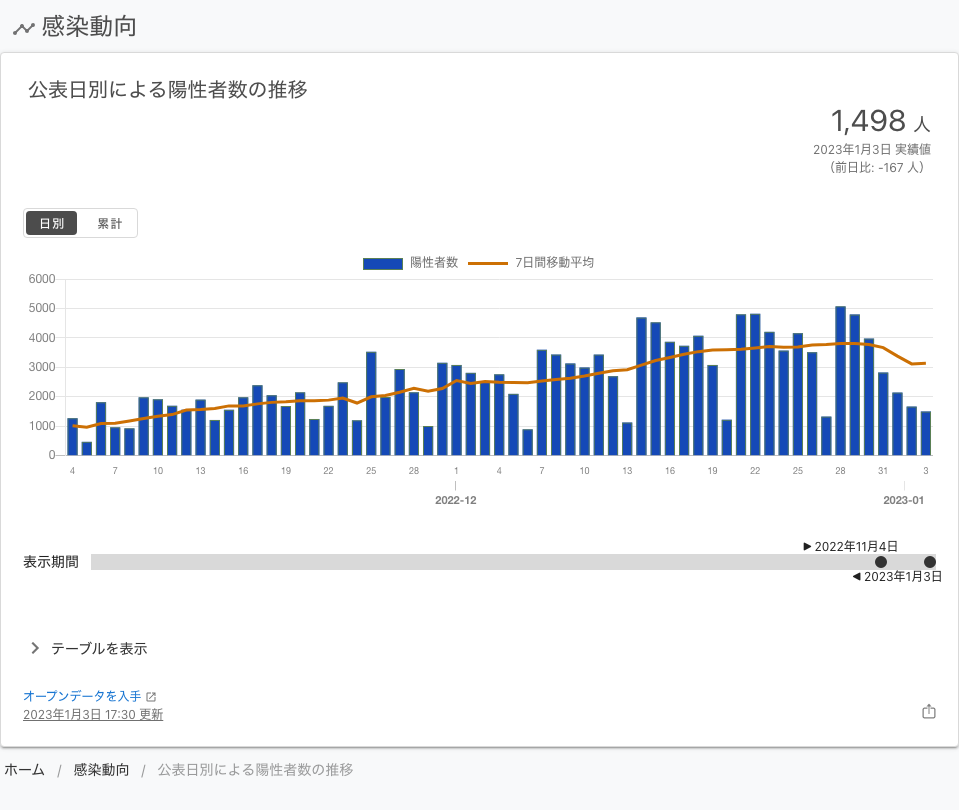 感染動向
公表日別による陽性者数の推移
1,498 人
2023年1月3日 実績値
（前日比: -167 人）
日別 累計
陽性者数 7日間移動平均
6000
5000
4000
3000
2000
1000
0
4 7 10 13 16 19 22 25 28 1 4 7 10 13 16 19 22 25 28 31 3
2022-12 2023-01
▶ 2022年11月4日
表示期間
◀ 2023年1月3日
テーブルを表示
オープンデータを入手
2023年1月3日 17:30 更新
ホーム / 感染動向 / 公表日別による陽性者数の推移